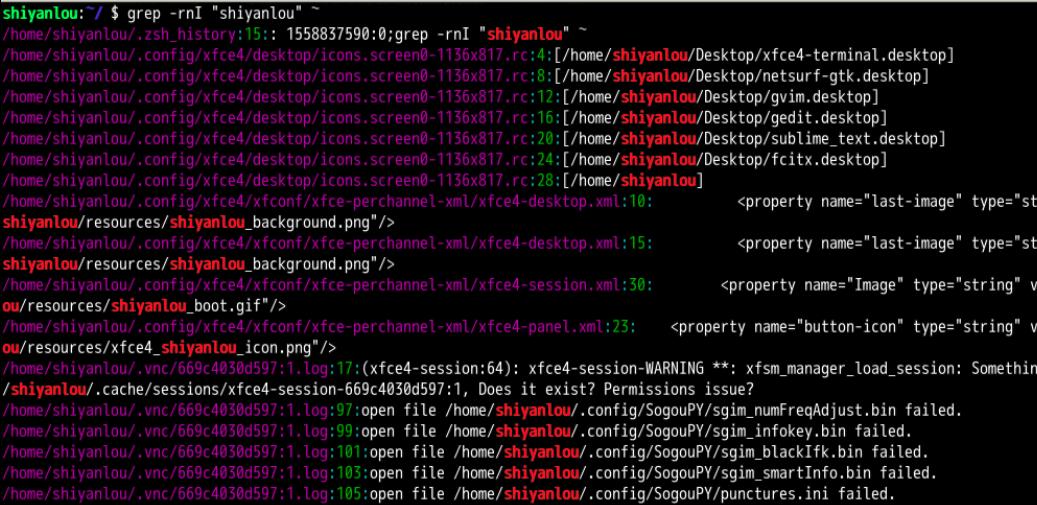 shiyanlou:~/ $ grep -rnI "shiyanlou" ~
/home/shiyanlou/.zsh_history:15:: 1558837590:0;grep -rnI "shiyanlou" ~
/home/shiyanlou/.config/xfce4/desktop/icons.screen0-1136x817.rc:4:[/home/shiyanlou/Desktop/xfce4-terminal.desktop]
/home/shiyanlou/.config/xfce4/desktop/icons.screen0-1136x817.rc:8:[/home/shiyanlou/Desktop/netsurf-gtk.desktop]
/home/shiyanlou/.config/xfce4/desktop/icons.screen0-1136x817.rc:12:[/home/shiyanlou/Desktop/gvim.desktop]
/home/shiyanlou/.config/xfce4/desktop/icons.screen0-1136x817.rc:16:[/home/shiyanlou/Desktop/gedit.desktop]
/home/shiyanlou/.config/xfce4/desktop/icons.screen0-1136x817.rc:20:[/home/shiyanlou/Desktop/sublime_text.desktop]
/home/shiyanlou/.config/xfce4/desktop/icons.screen0-1136x817.rc:24:[/home/shiyanlou/Desktop/fcitx.desktop]
/home/shiyanlou/.config/xfce4/desktop/icons.screen0-1136x817.rc:28:[/home/shiyanlou]
/home/shiyanlou/.config/xfce4/xfconf/xfce-perchannel-xml/xfce4-desktop.xml:10: <property name="last-image" type="st
shiyanlou/resources/shiyanlou_background.png"/>
/home/shiyanlou/.config/xfce4/xfconf/xfce-perchannel-xml/xfce4-desktop.xml:15: <property name="last-image" type="st
shiyanlou/resources/shiyanlou_background.png"/>
/home/shiyanlou/.config/xfce4/xfconf/xfce-perchannel-xml/xfce4-session.xml:30: <property name="Image" type="string" v
ou/resources/shiyanlou_boot.gif"/>
/home/shiyanlou/.config/xfce4/xfconf/xfce-perchannel-xml/xfce4-panel.xml:23: <property name="button-icon" type="string" v
ou/resources/xfce4_shiyanlou_icon.png"/>
/home/shiyanlou/.vnc/669c4030d597:1.log:17:(xfce4-session:64): xfce4-session-WARNING **: xfsm_manager_load_session: Somethin
/shiyanlou/.cache/sessions/xfce4-session-669c4030d597:1, Does it exist? Permissions issue?
/home/shiyanlou/.vnc/669c4030d597:1.log:97:open file /home/shiyanlou/.config/SogouPY/sgim_numFreqAdjust.bin failed.
/home/shiyanlou/.vnc/669c4030d597:1.log:99:open file /home/shiyanlou/.config/SogouPY/sgim_infokey.bin failed.
/home/shiyanlou/.vnc/669c4030d597:1.log:101:open file /home/shiyanlou/.config/SogouPY/sgim_blackIfk.bin failed.
/home/shiyanlou/.vnc/669c4030d597:1.log:103:open file /home/shiyanlou/.config/SogouPY/sgim_smartInfo.bin failed.
/home/shiyanlou/.vnc/669c4030d597:1.log:105:open file /home/shiyanlou/.config/SogouPY/punctures.ini failed.